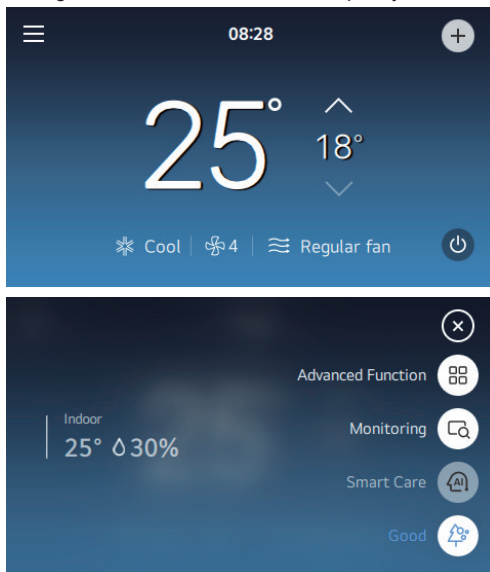 08:28
25° 18°
Cool 4 Regular fan
Advanced Function
Monitoring
Indoor
25° 30%
Smart Care AI
Good